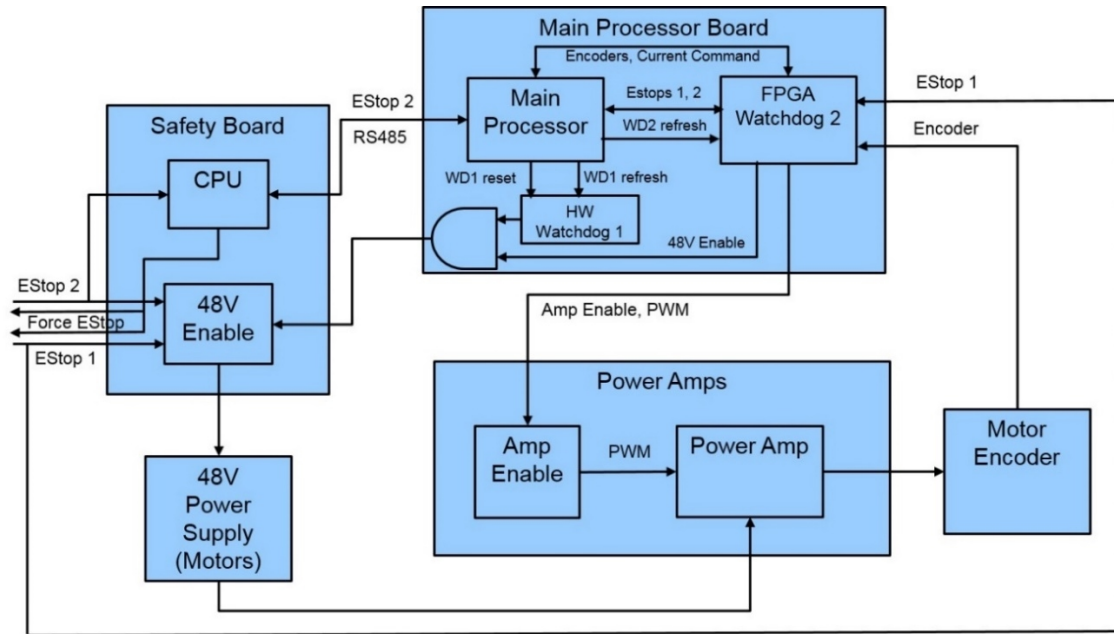 Main Processor Board
Encoders, Current Command
Main
Processor
Estops 1, 2
WD2 refresh
FPGA
Watchdog 2
EStop 1
Encoder
EStop 2
RS485
WD1 reset
WD1 refresh
HW
Watchdog 1
48V Enable
Safety Board
CPU
EStop 2
48V
Enable
Force EStop
EStop 1
Amp Enable, PWM
Power Amps
Amp
Enable
PWM
Power Amp
Motor
Encoder
48V
Power
Supply
(Motors)